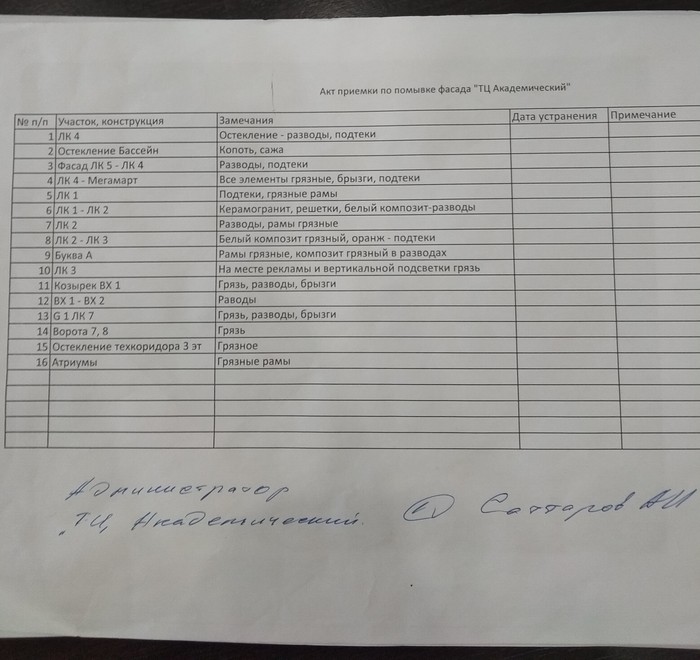 Акт приемки по помывке фасада "ТЦ Академический"
№ п/п Участок, конструкция Замечания Дата устранения Примечание
1 ЛК 4 Остекление - разводы, подтеки
2 Остекление Бассейн Копоть, сажа
3 Фасад ЛК 5 - ЛК 4 Разводы, подтеки
4 ЛК 4 - Мегамарт Все элементы грязные, брызги, подтеки
5 ЛК 1 Подтеки, грязные рамы
6 ЛК 1 - ЛК 2 Керамогранит, решетки, белый композит-разводы
7 ЛК 2 Разводы, рамы грязные
8 ЛК 2 - ЛК 3 Белый композит грязный, оранж - подтеки
9 Буква А Рамы грязные, композит грязный в разводах
10 ЛК 3 На месте рекламы и вертикальной подсветки грязь
11 Козырек ВХ 1 Грязь, разводы, брызги
12 ВХ 1 - ВХ 2 Раводы
13 G 1 ЛК 7 Грязь, разводы, брызги
14 Ворота 7, 8 Грязь
15 Остекление техкоридора 3 эт Грязное
16 Атриумы Грязные рамы
Администратор
"ТЦ Академический. Саттаров АИ